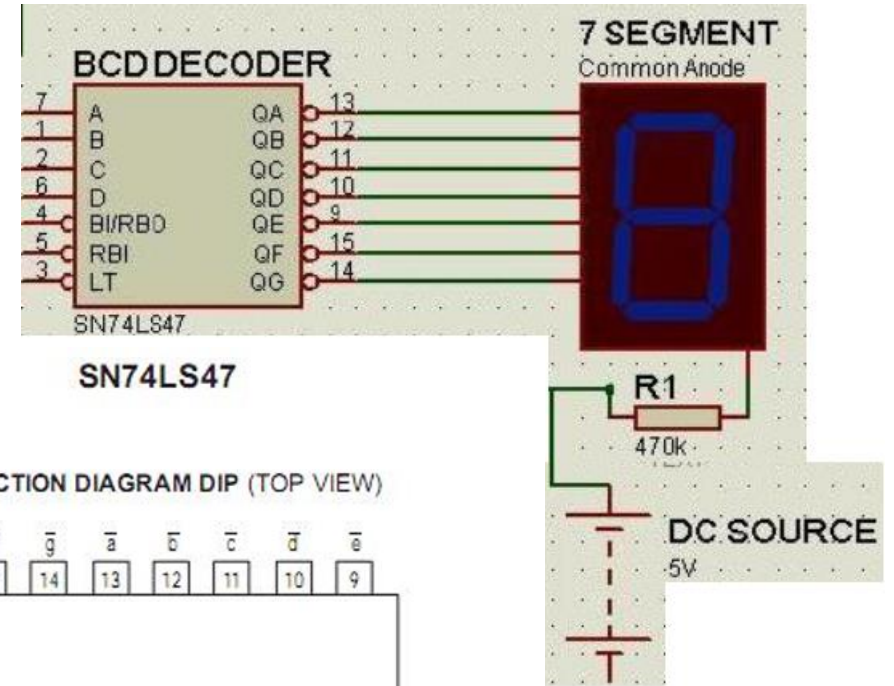 7 SEGMENT
Common Anode
BCD DECODER
7 A QA 13
1 B QB 12
2 C QC 11
6 D QD 10
4 BI/RBO QE 9
5 RBI QF 15
3 LT QG 14
SN74LS47
SN74LS47
R1
470k
CTION DIAGRAM DIP (TOP VIEW)
g̅ a̅ b̅ c̅ d̅ e̅
14 13 12 11 10 9
DC SOURCE
5V